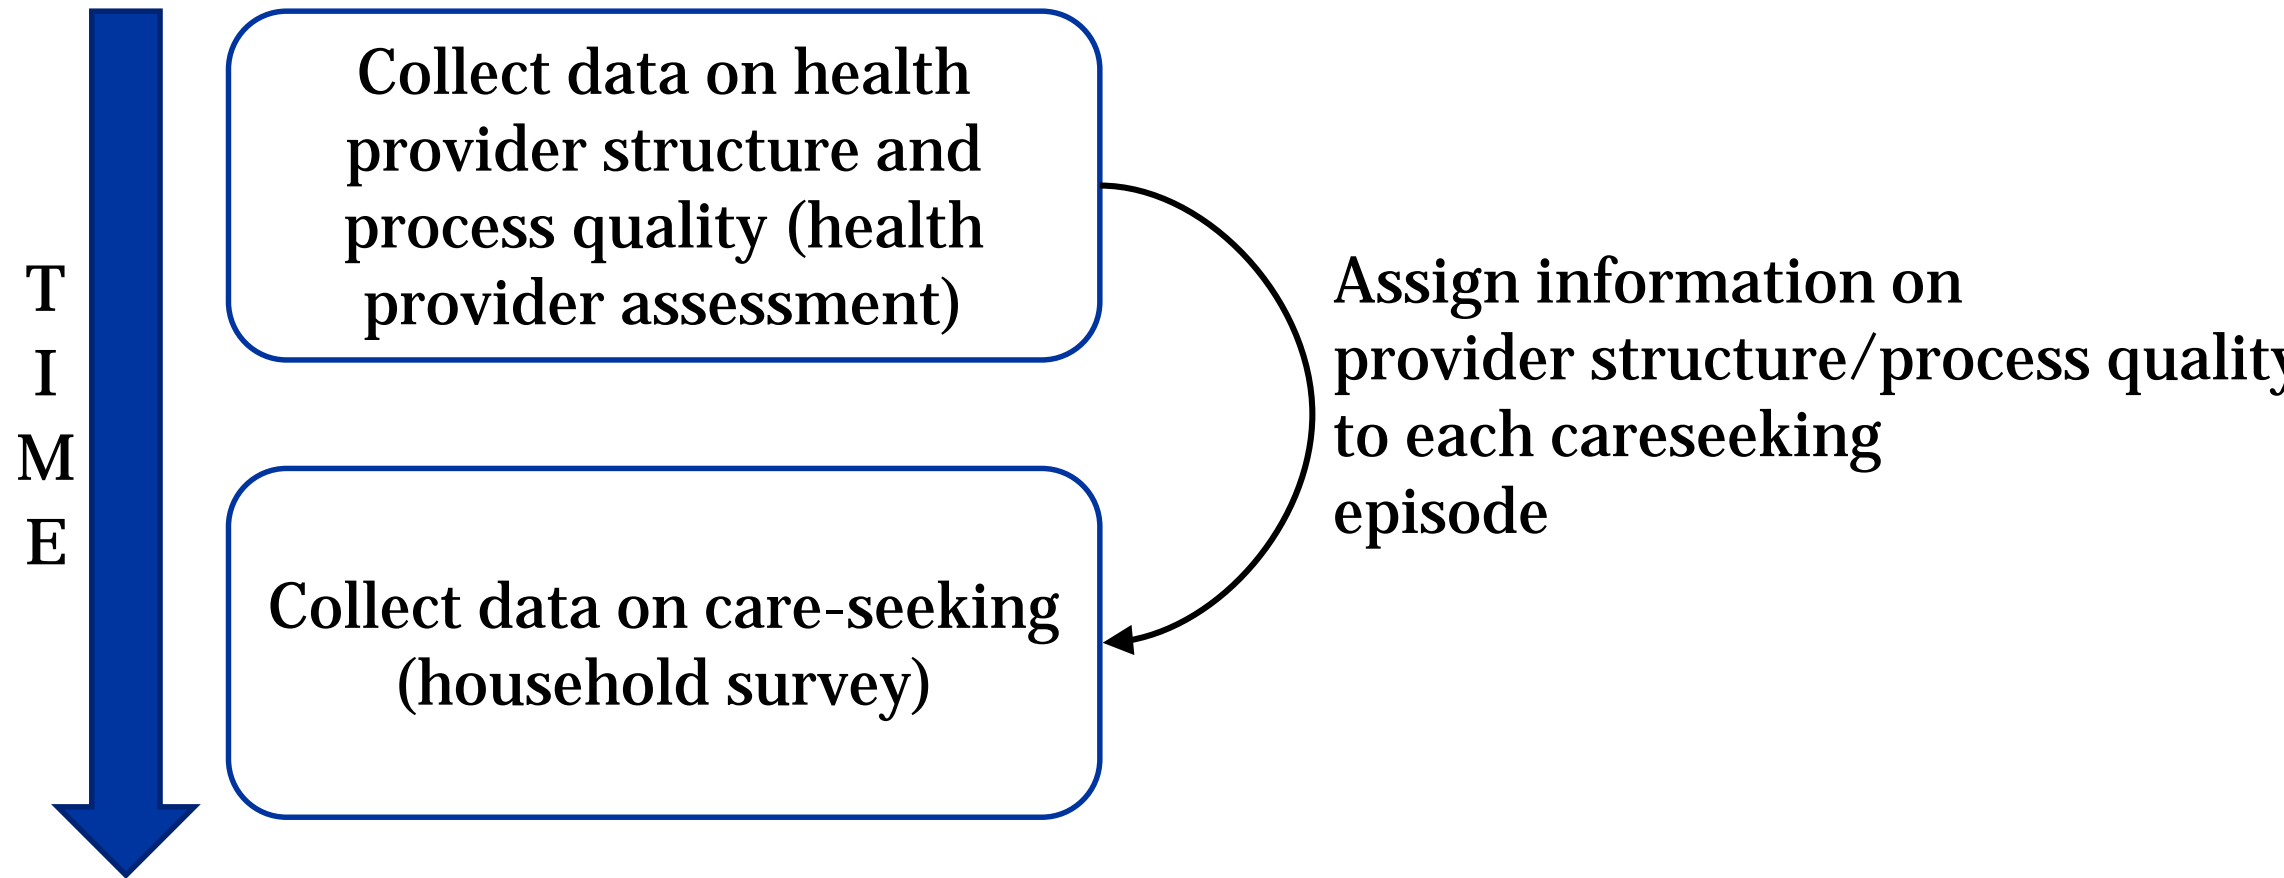 Collect data on health
provider structure and
process quality (health
provider assessment)
T
I
M
E
Assign information on
provider structure/process quality
to each careseeking
episode
Collect data on care-seeking
(household survey)